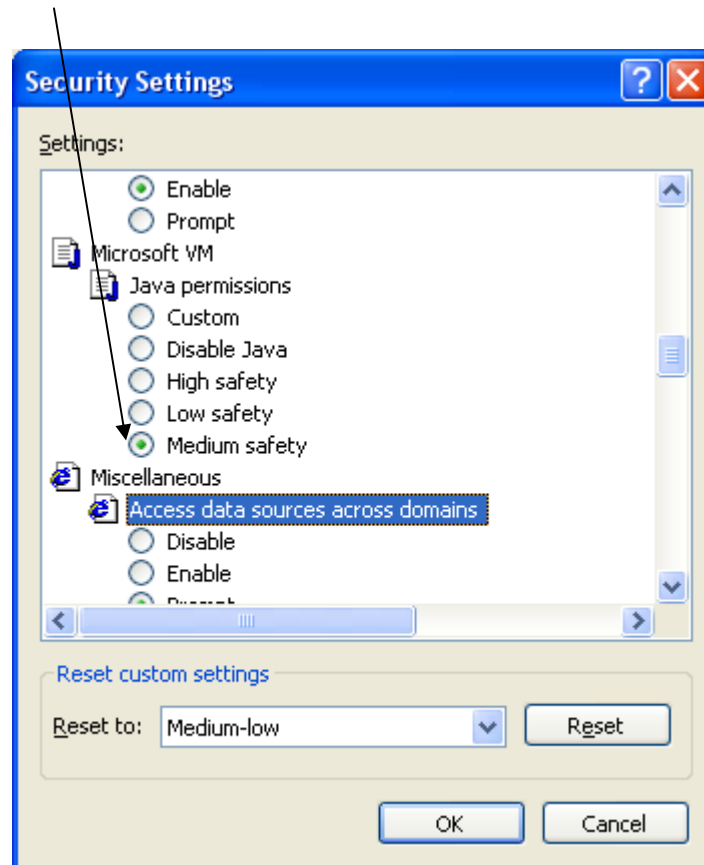 Security Settings
Settings:
Enable
Prompt
Microsoft VM
Java permissions
Custom
Disable Java
High safety
Low safety
Medium safety
Miscellaneous
Access data sources across domains
Disable
Enable
Prompt
Reset custom settings
Reset to: Medium-low Reset
OK Cancel